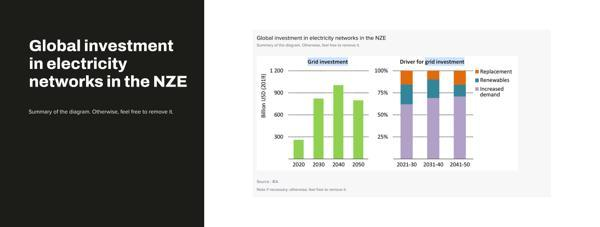 Global investment
in electricity
networks in the NZE
Summary of the diagram. Otherwise, feel free to remove it.
Global investment in electricity networks in the NZE
Summary of the diagram. Otherwise, feel free to remove it.
Grid investment
Billion USD (2019)
1 200
900
600
300
2020 2030 2040 2050
Driver for grid investment
100%
75%
50%
25%
2021-30 2031-40 2041-50
Replacement
Renewables
Increased
demand
Source : IEA
Note if necessary; otherwise, feel free to remove it.